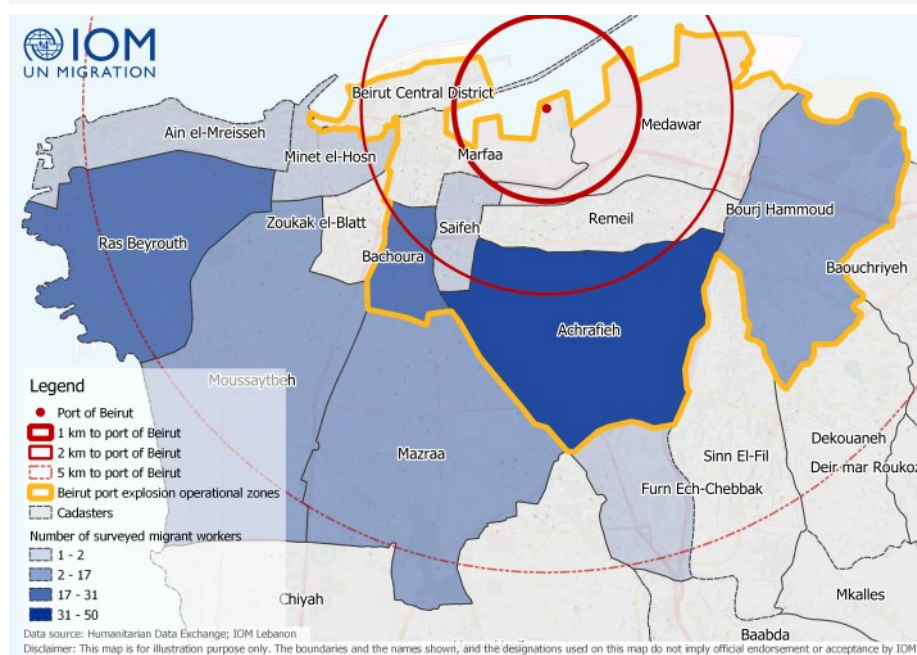 IOM
UN MIGRATION
Beirut Central District
Ain el-Mreisseh
Medawar
Minet el-Hosn
Marfaa
Bourj Hammoud
Zoukak el-Blatt
Saifeh
Remeil
Ras Beyrouth
Bachoura
Baouchriyeh
Achrafieh
Moussaytbeh
Mazraa
Sinn El-Fil
Dekouaneh
Deir mar Roukoz
Furn Ech-Chebbak
Chiyah
Mkalles
Baabda
Legend
Port of Beirut
1 km to port of Beirut
2 km to port of Beirut
5 km to port of Beirut
Beirut port explosion operational zones
Cadasters
Number of surveyed migrant workers
1 - 2
2 - 17
17 - 31
31 - 50
Data source: Humanitarian Data Exchange; IOM Lebanon
Disclaimer: This map is for illustration purpose only. The boundaries and the names shown, and the designations used on this map do not imply official endorsement or acceptance by IOM